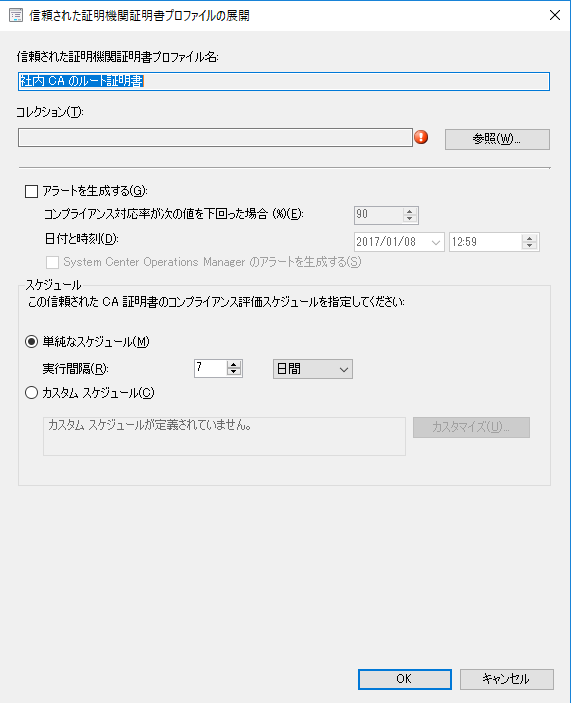 信頼された証明機関証明書プロファイルの展開
信頼された証明機関証明書プロファイル名:
社内 CA のルート証明書
コレクション(T):
参照(W)...
アラートを生成する(G):
コンプライアンス対応率が次の値を下回った場合 (%)(E):
90
日付と時刻(D):
2017/01/08
12:59
System Center Operations Manager のアラートを生成する(S)
スケジュール
この信頼された CA 証明書のコンプライアンス評価スケジュールを指定してください:
単純なスケジュール(M)
実行間隔(R):
7
日間
カスタム スケジュール(C)
カスタム スケジュールが定義されていません。
カスタマイズ(U)...
OK
キャンセル